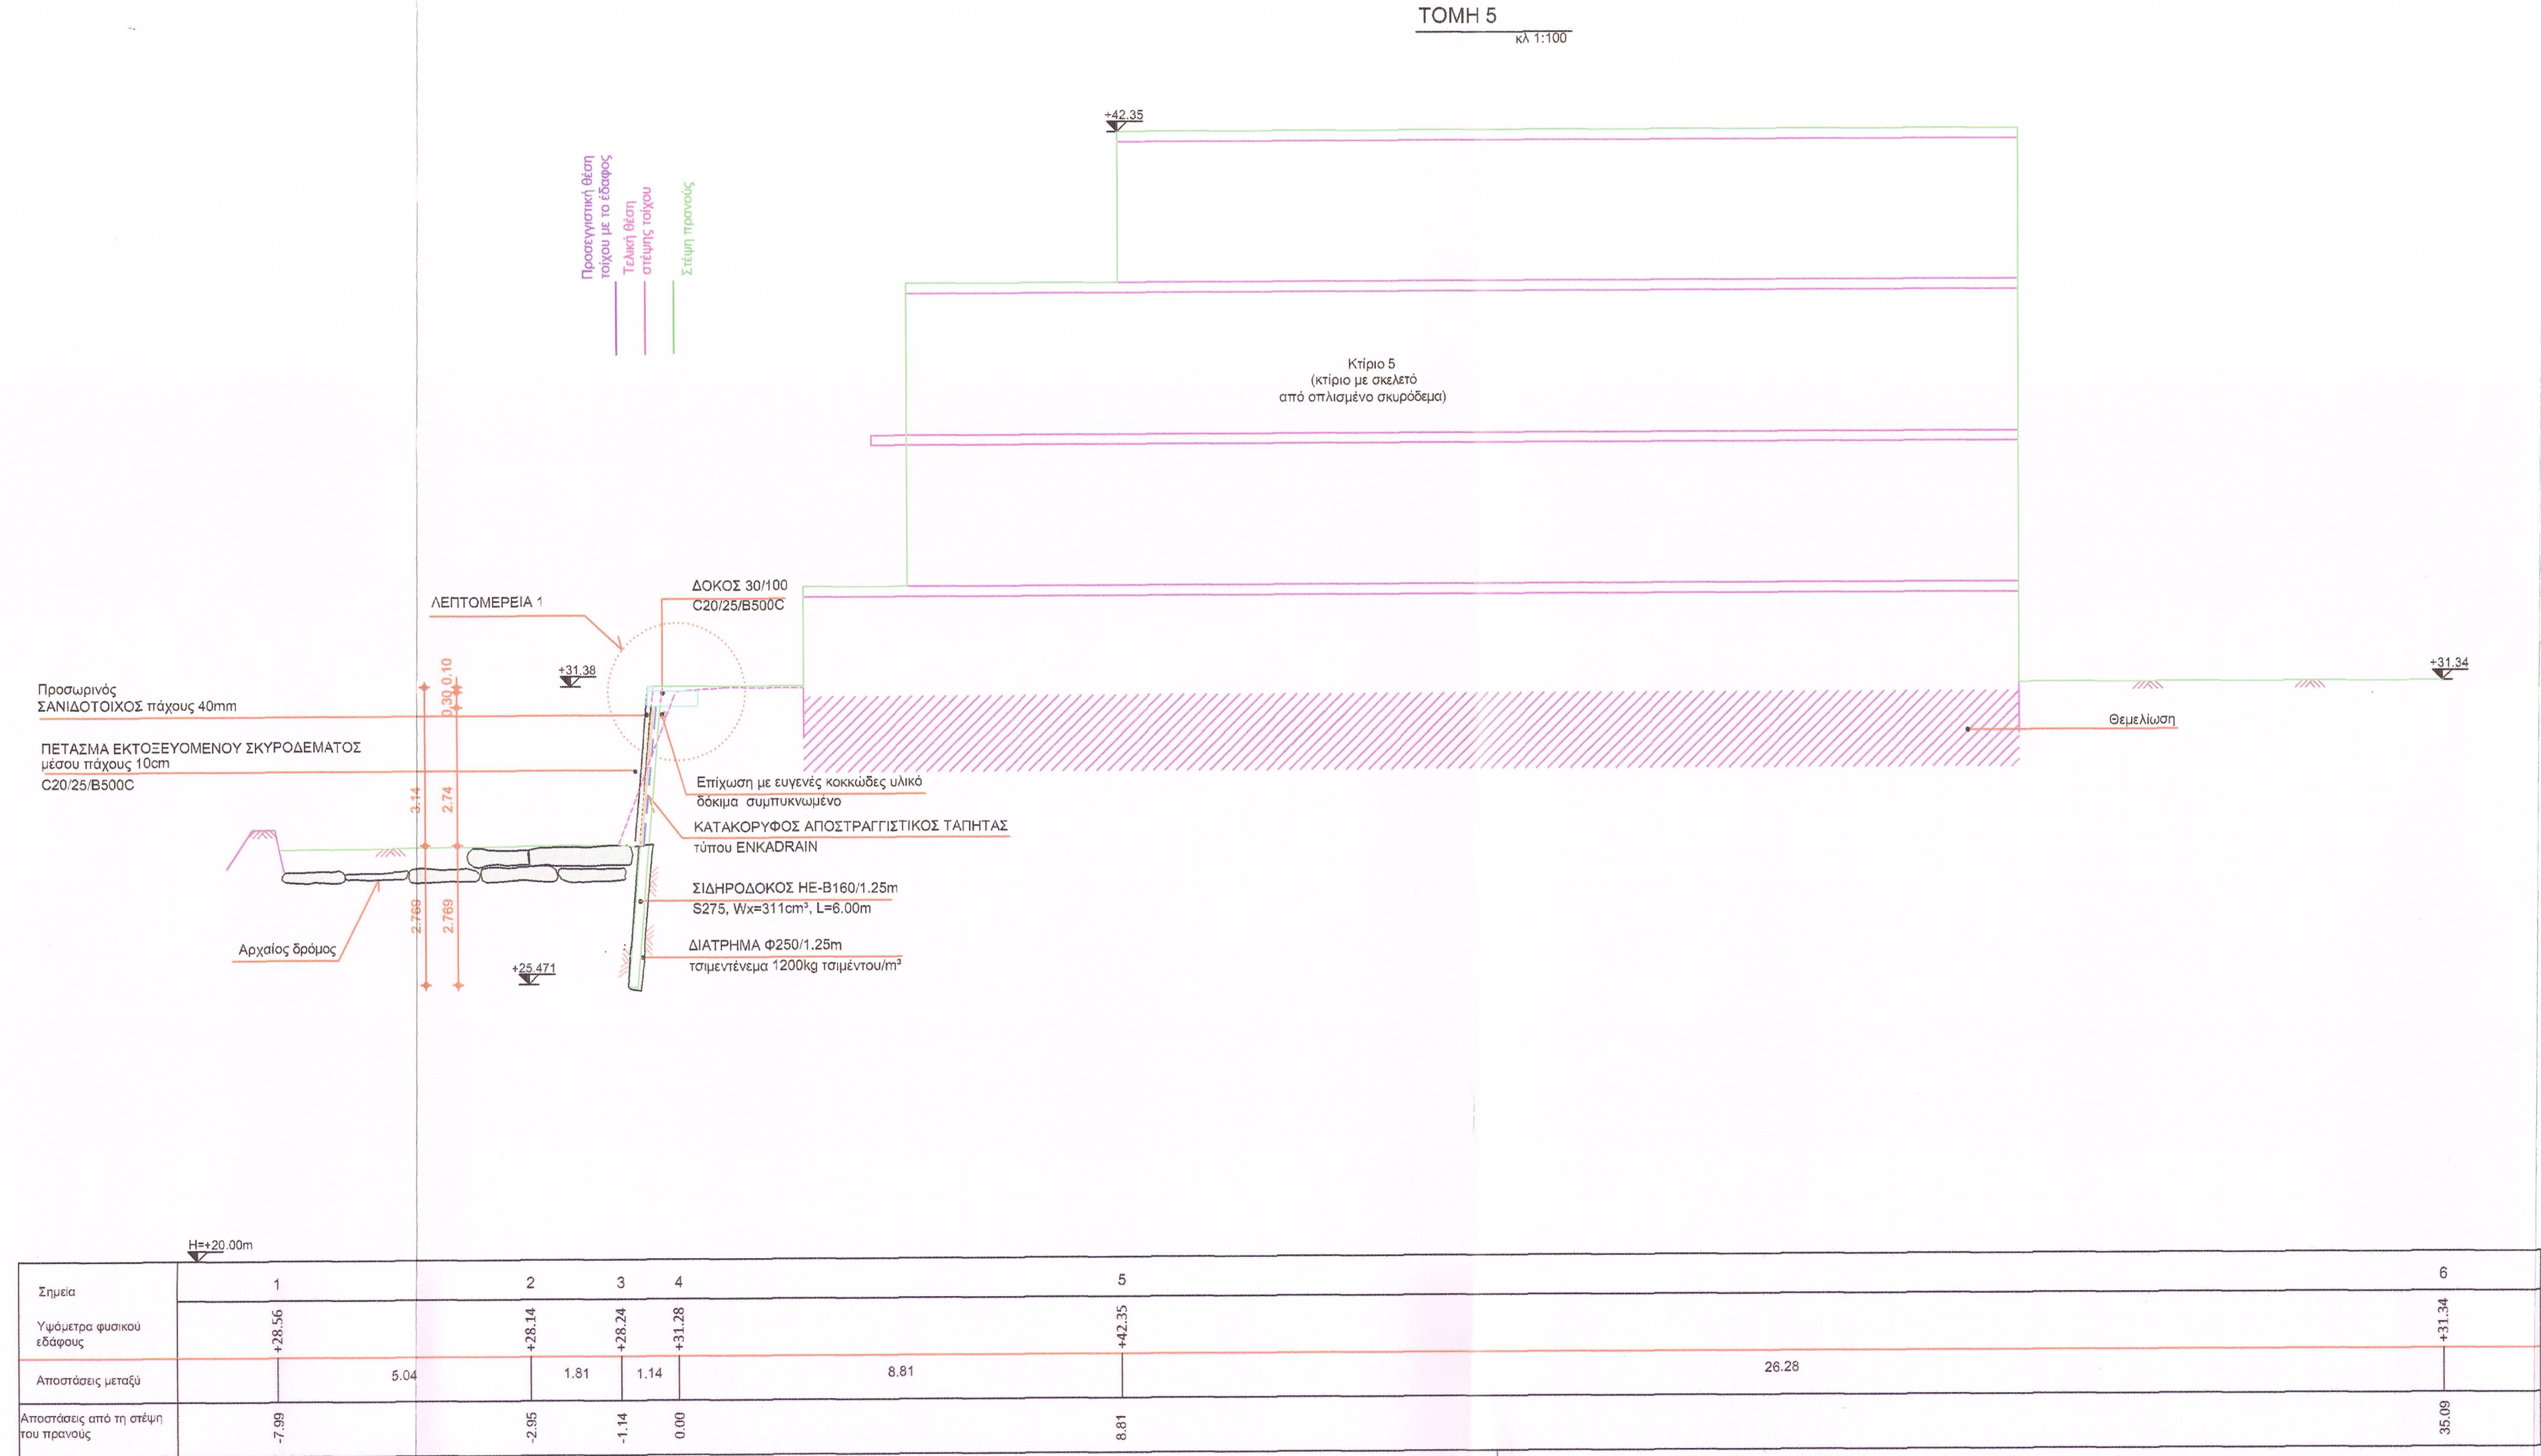 ΤΟΜΗ 5
κλ 1:100
+42.35
Προσεγγιστική θέση
τοίχου με το έδαφος
Τελική θέση
στέψης τοίχου
Στέψη πρανούς
Κτίριο 5
(κτίριο με σκελετό
από οπλισμένο σκυρόδεμα)
ΛΕΠΤΟΜΕΡΕΙΑ 1
ΔΟΚΟΣ 30/100
C20/25/B500C
+31.38
+31.34
0.10
0.30
Προσωρινός
ΣΑΝΙΔΟΤΟΙΧΟΣ πάχους 40mm
Θεμελίωση
ΠΕΤΑΣΜΑ ΕΚΤΟΞΕΥΟΜΕΝΟΥ ΣΚΥΡΟΔΕΜΑΤΟΣ
μέσου πάχους 10cm
C20/25/B500C
3.14
2.74
Επίχωση με ευγενές κοκκώδες υλικό
δόκιμα συμπυκνωμένο
ΚΑΤΑΚΟΡΥΦΟΣ ΑΠΟΣΤΡΑΓΓΙΣΤΙΚΟΣ ΤΑΠΗΤΑΣ
τύπου ENKADRAIN
ΣΙΔΗΡΟΔΟΚΟΣ HE-B160/1.25m
S275, Wx=311cm³, L=6.00m
2.769
2.769
Αρχαίος δρόμος
ΔΙΑΤΡΗΜΑ Φ250/1.25m
τσιμεντένεμα 1200kg τσιμέντου/m³
+25.471
H=+20.00m
Σημεία 1 2 3 4 5 6
Υψόμετρα φυσικού
εδάφους
+28.56 +28.14 +28.24 +31.28 +42.35 +31.34
Αποστάσεις μεταξύ 5.04 1.81 1.14 8.81 26.28
Αποστάσεις από τη στέψη
του πρανούς
-7.99 -2.95 -1.14 0.00 8.81 35.09